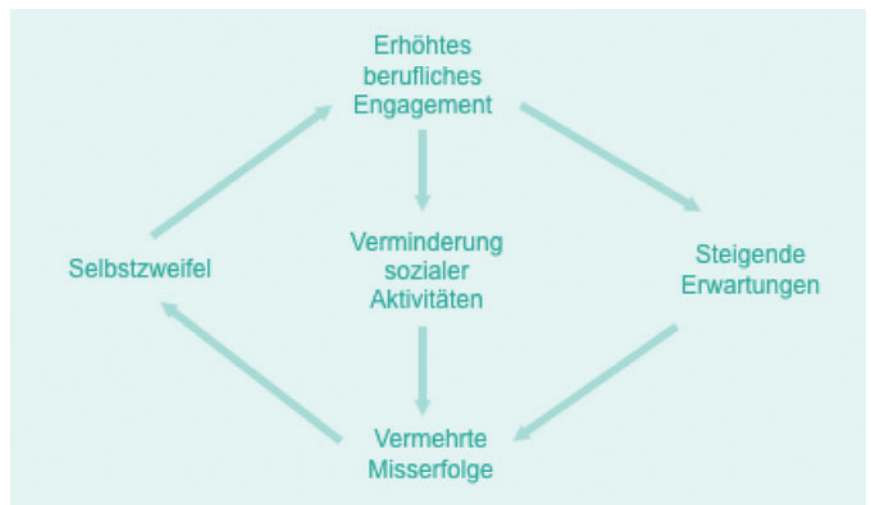 Erhöhtes
berufliches
Engagement
Selbstzweifel
Verminderung
sozialer
Aktivitäten
Steigende
Erwartungen
Vermehrte
Misserfolge